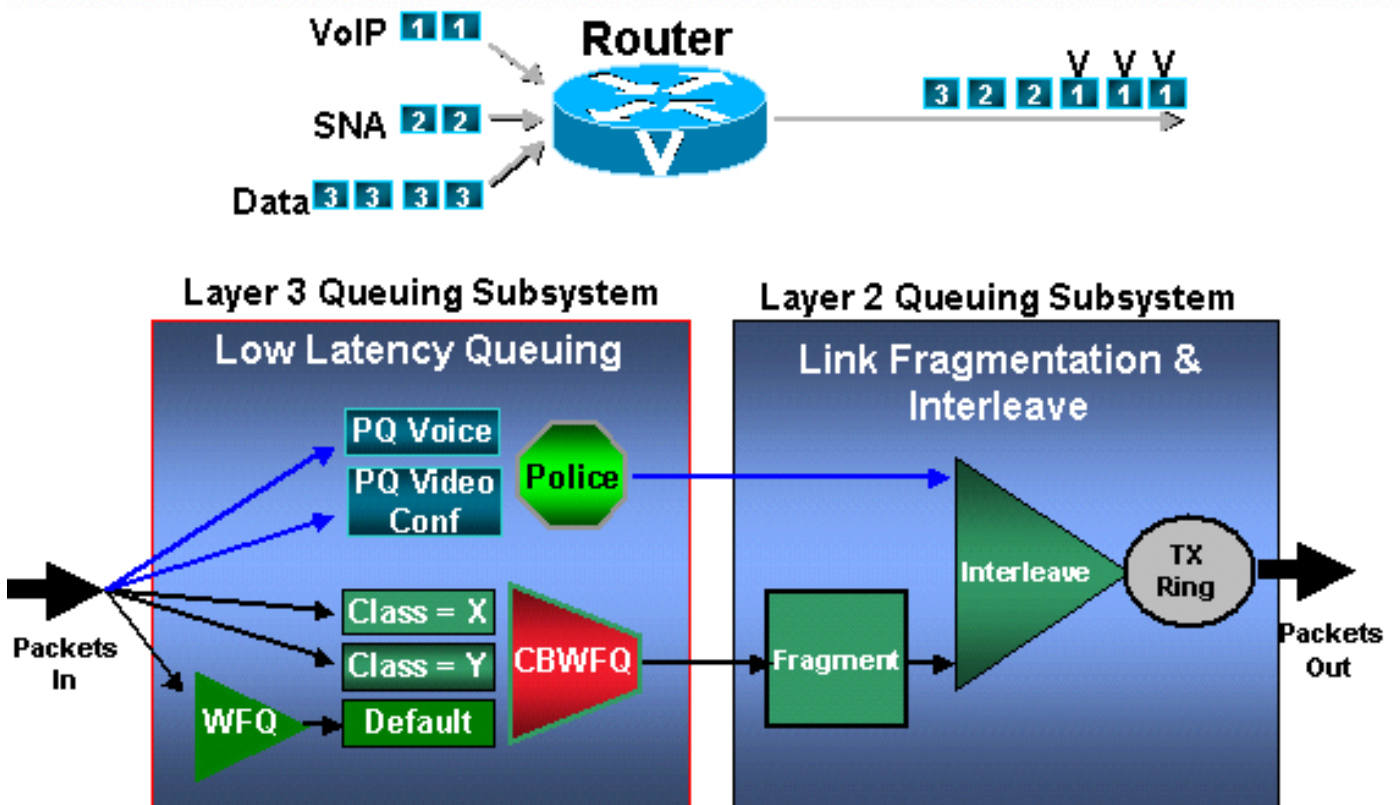 VoIP 1 1
Router
V V V
3 2 2 1 1 1
SNA 2 2
V
Data 3 3 3 3
Layer 3 Queuing Subsystem
Layer 2 Queuing Subsystem
Low Latency Queuing
Link Fragmentation &
Interleave
PQ Voice
PQ Video
Conf
Police
Interleave
TX
Ring
Class = X
Class = Y
CBWFQ
Fragment
Packets
In
Packets
Out
WFQ
Default